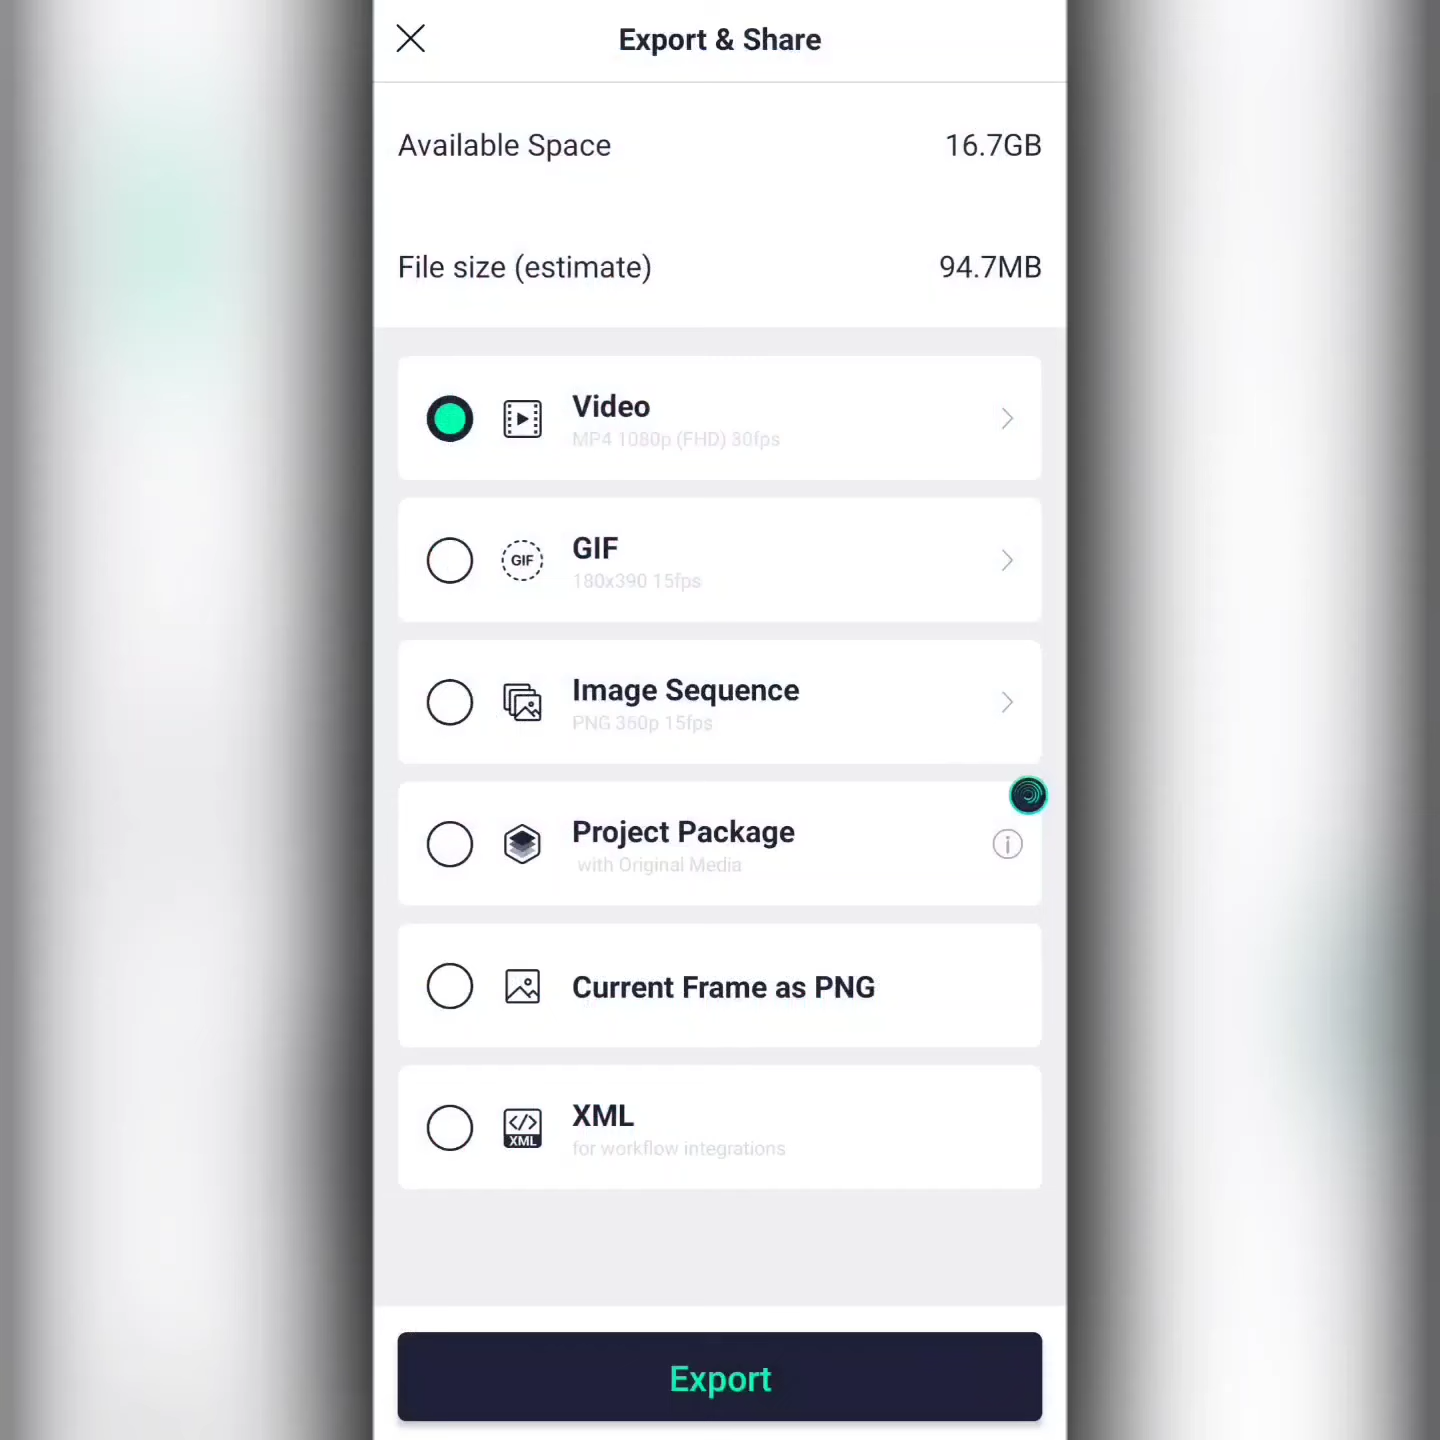 Export & Share
Available Space 16.7GB
File size (estimate) 94.7MB
Video
MP4 1080p (FHD) 30fps
GIF
GIF
180x390 15fps
Image Sequence
PNG 360p 15fps
Project Package
with Original Media
Current Frame as PNG
XML
XML
for workflow integrations
Export